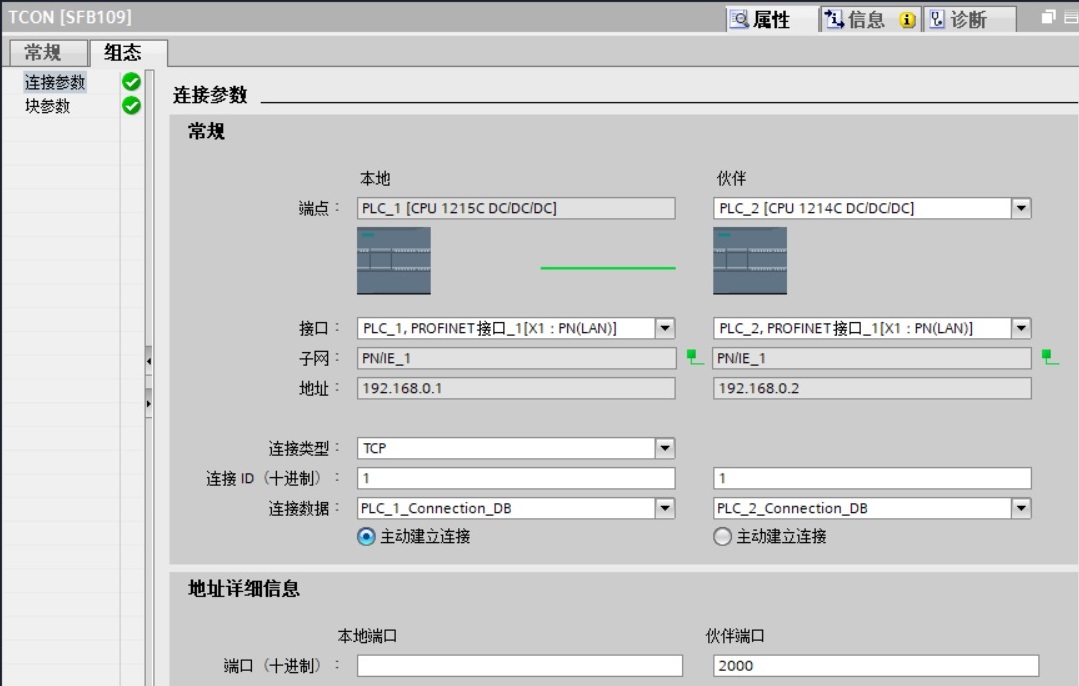 TCON [SFB109]
属性 信息 诊断
常规 组态
连接参数
块参数
连接参数
常规
本地 伙伴
端点： PLC_1 [CPU 1215C DC/DC/DC] PLC_2 [CPU 1214C DC/DC/DC]
接口： PLC_1, PROFINET接口_1[X1 : PN(LAN)] PLC_2, PROFINET接口_1[X1 : PN(LAN)]
子网： PN/IE_1 PN/IE_1
地址： 192.168.0.1 192.168.0.2
连接类型： TCP
连接 ID（十进制）： 1 1
连接数据： PLC_1_Connection_DB PLC_2_Connection_DB
主动建立连接 主动建立连接
地址详细信息
本地端口 伙伴端口
端口（十进制）： 2000